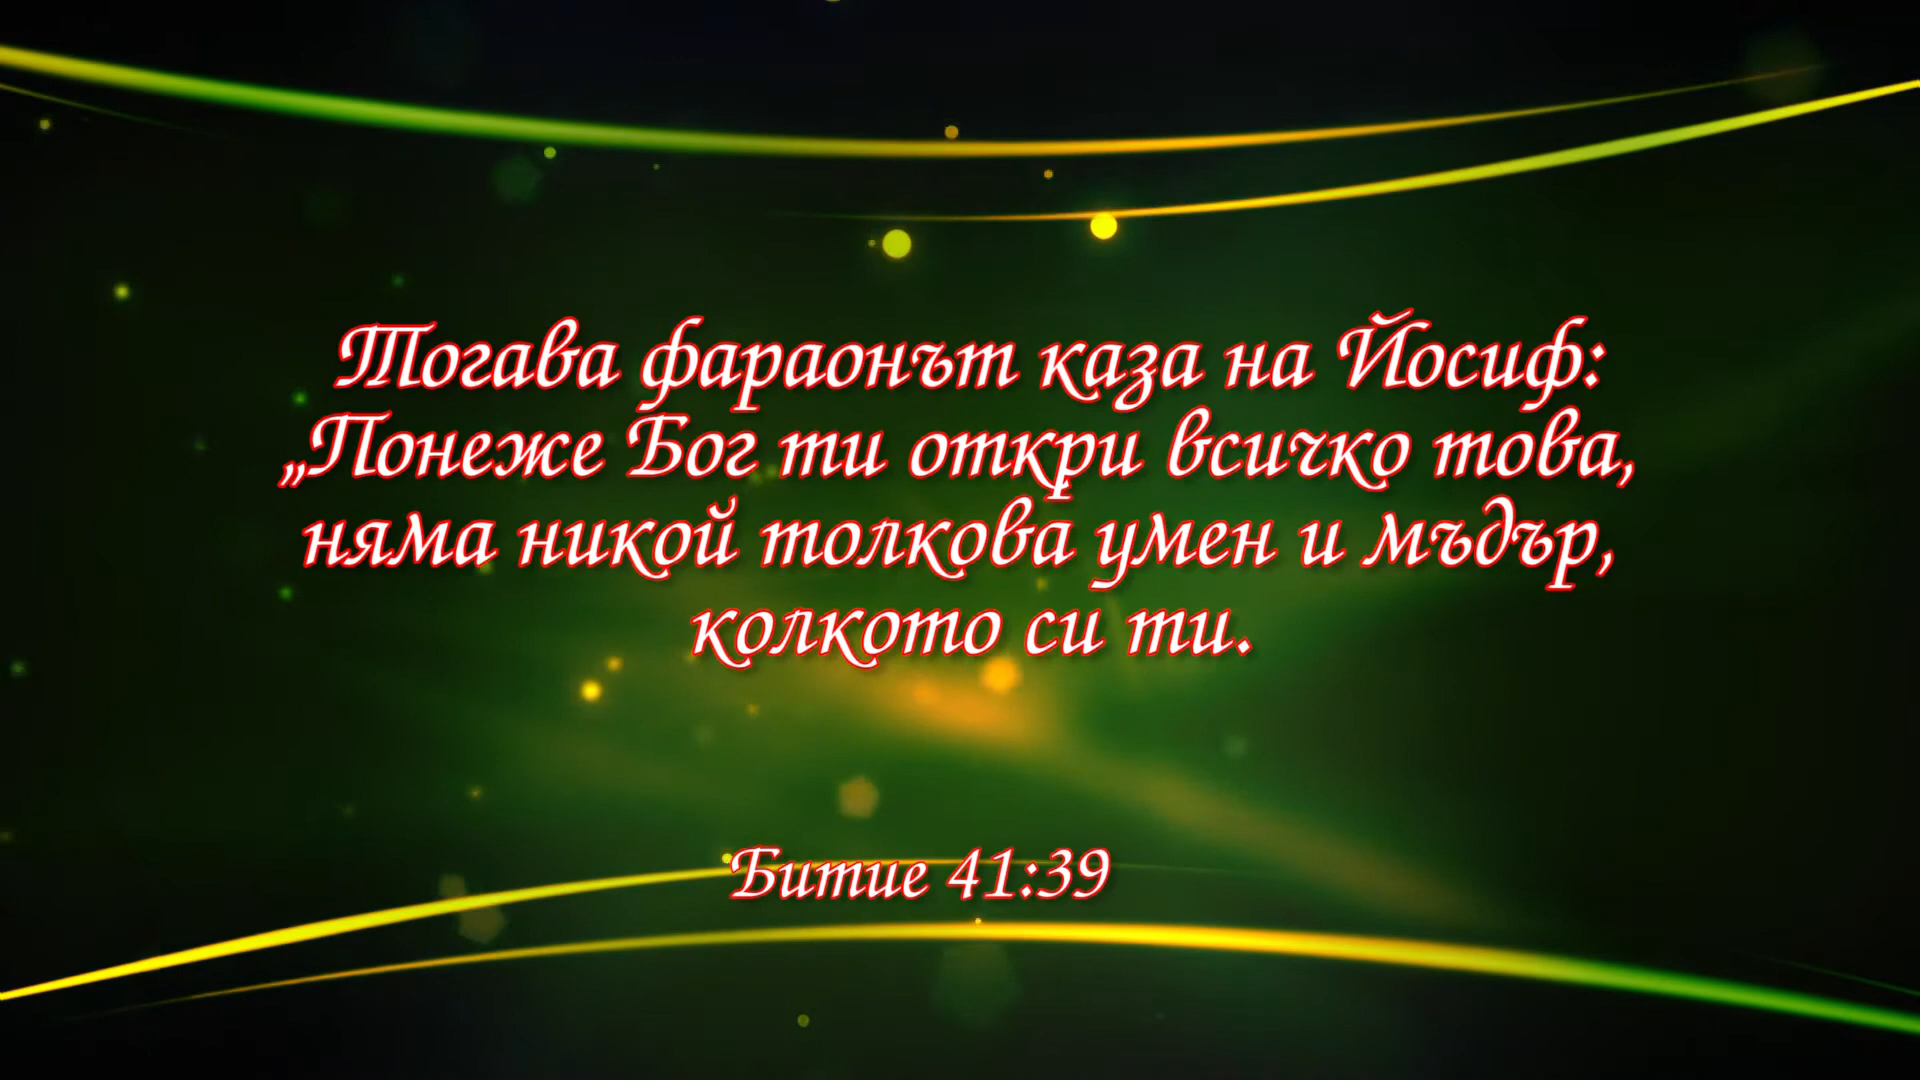 Тогава фараонът каза на Йосиф:
„Понеже Бог ти откри всичко това,
няма никой толкова умен и мъдър,
колкото си ти.
Битие 41:39